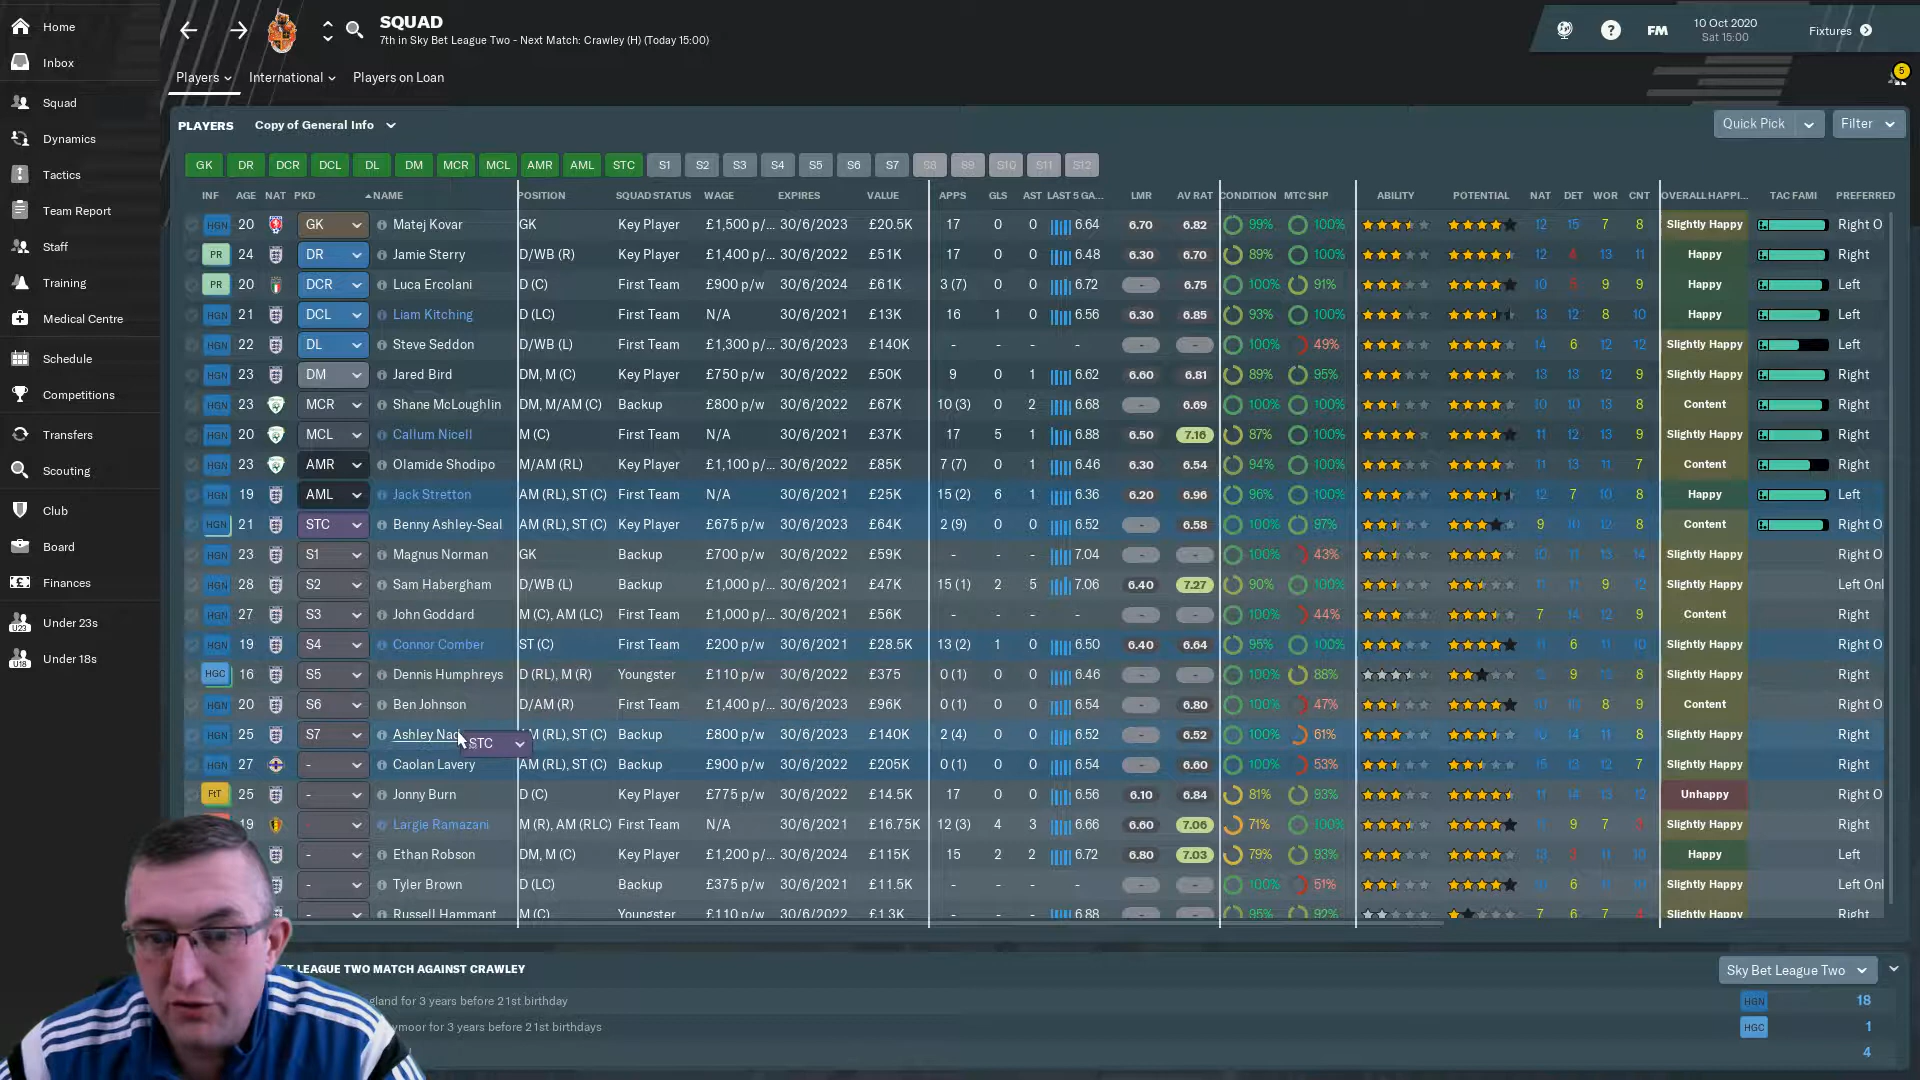 Home
Inbox
Squad
Dynamics
Tactics
Team Report
Staff
Training
Medical Centre
Schedule
Competitions
Transfers
Scouting
Club
Board
Finances
Under 23s
Under 18s
SQUAD
7th in Sky Bet League Two - Next Match: Crawley (H) (Today 15:00)
FM
10 Oct 2020
Sat 15:00
Fixtures
5
Players International Players on Loan
PLAYERS Copy of General Info
Quick Pick Filter
GK DR DCR DCL DL DM MCR MCL AMR AML STC S1 S2 S3 S4 S5 S6 S7 S8 S9 S10 S11 S12
INF AGE NAT PKD NAME POSITION SQUAD STATUS WAGE EXPIRES VALUE APPS GLS AST LAST 5 GA... LMR AV RAT CONDITION MTC SHP ABILITY POTENTIAL NAT DET WOR CNT OVERALL HAPPI... TAC FAMI PREFERRED
HGN 20 GK Matej Kovar GK Key Player £1,500 p/... 30/6/2023 £20.5K 17 0 0 6.64 6.70 6.82 99% 100% 12 15 7 8 Slightly Happy Right O
PR 24 DR Jamie Sterry D/WB (R) Key Player £1,400 p/... 30/6/2022 £51K 17 0 0 6.48 6.30 6.70 89% 100% 12 4 13 11 Happy Right
PR 20 DCR Luca Ercolani D (C) First Team £900 p/w 30/6/2024 £61K 3 (7) 0 0 6.72 - 6.75 100% 91% 10 5 9 9 Happy Left
HGN 21 DCL Liam Kitching D (LC) First Team N/A 30/6/2021 £13K 16 1 0 6.56 6.30 6.85 93% 100% 13 12 8 10 Happy Left
HGN 22 DL Steve Seddon D/WB (L) First Team £1,300 p/... 30/6/2022 £140K - - - - - - 100% 49% 14 6 12 12 Slightly Happy Left
HGN 23 DM Jared Bird DM, M (C) Key Player £750 p/w 30/6/2022 £50K 9 0 1 6.62 6.60 6.81 89% 95% 13 13 12 9 Slightly Happy Right
HGN 23 MCR Shane McLoughlin DM, M/AM (C) Backup £800 p/w 30/6/2022 £67K 10 (3) 0 2 6.68 - 6.69 100% 100% 10 10 13 8 Content Right
HGN 20 MCL Callum Nicell M (C) First Team N/A 30/6/2021 £37K 17 5 1 6.88 6.50 7.16 87% 100% 11 12 13 9 Slightly Happy Right
HGN 23 AMR Olamide Shodipo M/AM (RL) Key Player £1,100 p/... 30/6/2022 £85K 7 (7) 0 1 6.46 6.30 6.54 94% 100% 11 13 11 7 Content Right
HGN 19 AML Jack Stretton AM (RL), ST (C) First Team N/A 30/6/2021 £25K 15 (2) 6 1 6.36 6.20 6.96 96% 100% 12 7 10 8 Happy Left
HGN 21 STC Benny Ashley-Seal AM (RL), ST (C) Key Player £675 p/w 30/6/2022 £64K 2 (9) 0 0 6.52 - 6.58 100% 97% 9 10 12 8 Content Right O
HGN 23 S1 Magnus Norman GK Backup £700 p/w 30/6/2022 £59K - - - 7.04 - - 100% 43% 10 11 13 14 Slightly Happy Right O
HGN 28 S2 Sam Habergham D/WB (L) Backup £1,000 p/w 30/6/2021 £47K 15 (1) 2 5 7.06 6.40 7.27 90% 100% 11 11 9 12 Slightly Happy Left Onl
HGN 27 S3 John Goddard M (C), AM (LC) First Team £1,000 p/w 30/6/2021 £56K - - - - - - 100% 44% 7 14 12 9 Content Right
HGN 19 S4 Connor Comber ST (C) First Team £200 p/w 30/6/2021 £28.5K 13 (2) 1 0 6.50 6.40 6.64 95% 100% 11 6 11 10 Slightly Happy Right O
HGC 16 S5 Dennis Humphreys D (RL), M (R) Youngster £110 p/w 30/6/2022 £375 0 (1) 0 0 6.46 - - 100% 88% 9 8 Slightly Happy Right
HGN 20 S6 Ben Johnson D/AM (R) First Team £1,400 p/... 30/6/2023 £96K 0 (1) 0 0 6.54 - 6.80 100% 47% 10 8 9 Content Right O
HGN 25 S7 Ashley Na STC M (RL), ST (C) Backup £800 p/w 30/6/2023 £140K 2 (4) 0 0 6.52 - 6.52 100% 61% 10 14 11 8 Slightly Happy Right
HGN 27 - Caolan Lavery AM (RL), ST (C) Backup £900 p/w 30/6/2022 £205K 0 (1) 0 0 6.54 - 6.60 100% 53% 15 13 12 7 Slightly Happy Right
FtT 25 - Jonny Burn D (C) Key Player £775 p/w 30/6/2022 £14.5K 17 0 0 6.56 6.10 6.84 81% 93% 11 14 13 12 Unhappy Right O
19 - Largie Ramazani M (R), AM (RLC) First Team N/A 30/6/2021 £16.75K 12 (3) 4 3 6.66 6.60 7.06 71% 100% 11 9 7 Slightly Happy Right
- Ethan Robson DM, M (C) Key Player £1,200 p/... 30/6/2024 £115K 15 2 2 6.72 6.80 7.03 79% 93% 13 3 11 10 Happy Left
- Tyler Brown D (LC) Backup £375 p/w 30/6/2021 £11.5K - - - - - - 100% 51% 10 6 Slightly Happy Left Onl
- Russell Hammant M (C) Youngster £110 p/w 30/6/2022 £1.3K - - - 6.88 - - 95% 92% 7 6 7 4 Slightly Happy Right
LEAGUE TWO MATCH AGAINST CRAWLEY
Sky Bet League Two
gland for 3 years before 21st birthday HGN 18
ymoor for 3 years before 21st birthdays HGC 1
4